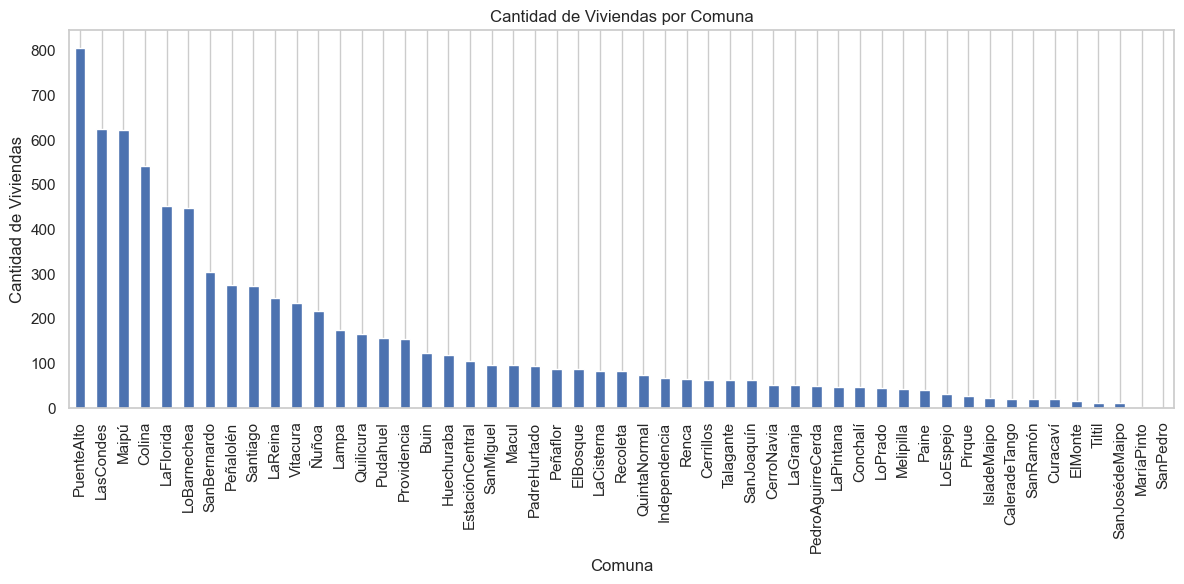 Cantidad de Viviendas por Comuna
Cantidad de Viviendas
800
700
600
500
400
300
200
100
0
PuenteAlto
LasCondes
Maipú
Colina
LaFlorida
LoBarnechea
SanBernardo
Peñalolén
Santiago
LaReina
Vitacura
Ñuñoa
Lampa
Quilicura
Pudahuel
Providencia
Buin
Huechuraba
EstaciónCentral
SanMiguel
Macul
PadreHurtado
Peñaflor
ElBosque
LaCisterna
Recoleta
QuintaNormal
Independencia
Renca
Cerrillos
Talagante
SanJoaquín
CerroNavia
LaGranja
PedroAguirreCerda
LaPintana
Conchalí
LoPrado
Melipilla
Paine
LoEspejo
Pirque
IsladeMaipo
CaleradeTango
SanRamón
Curacaví
ElMonte
Tiltil
SanJosédeMaipo
MaríaPinto
SanPedro
Comuna